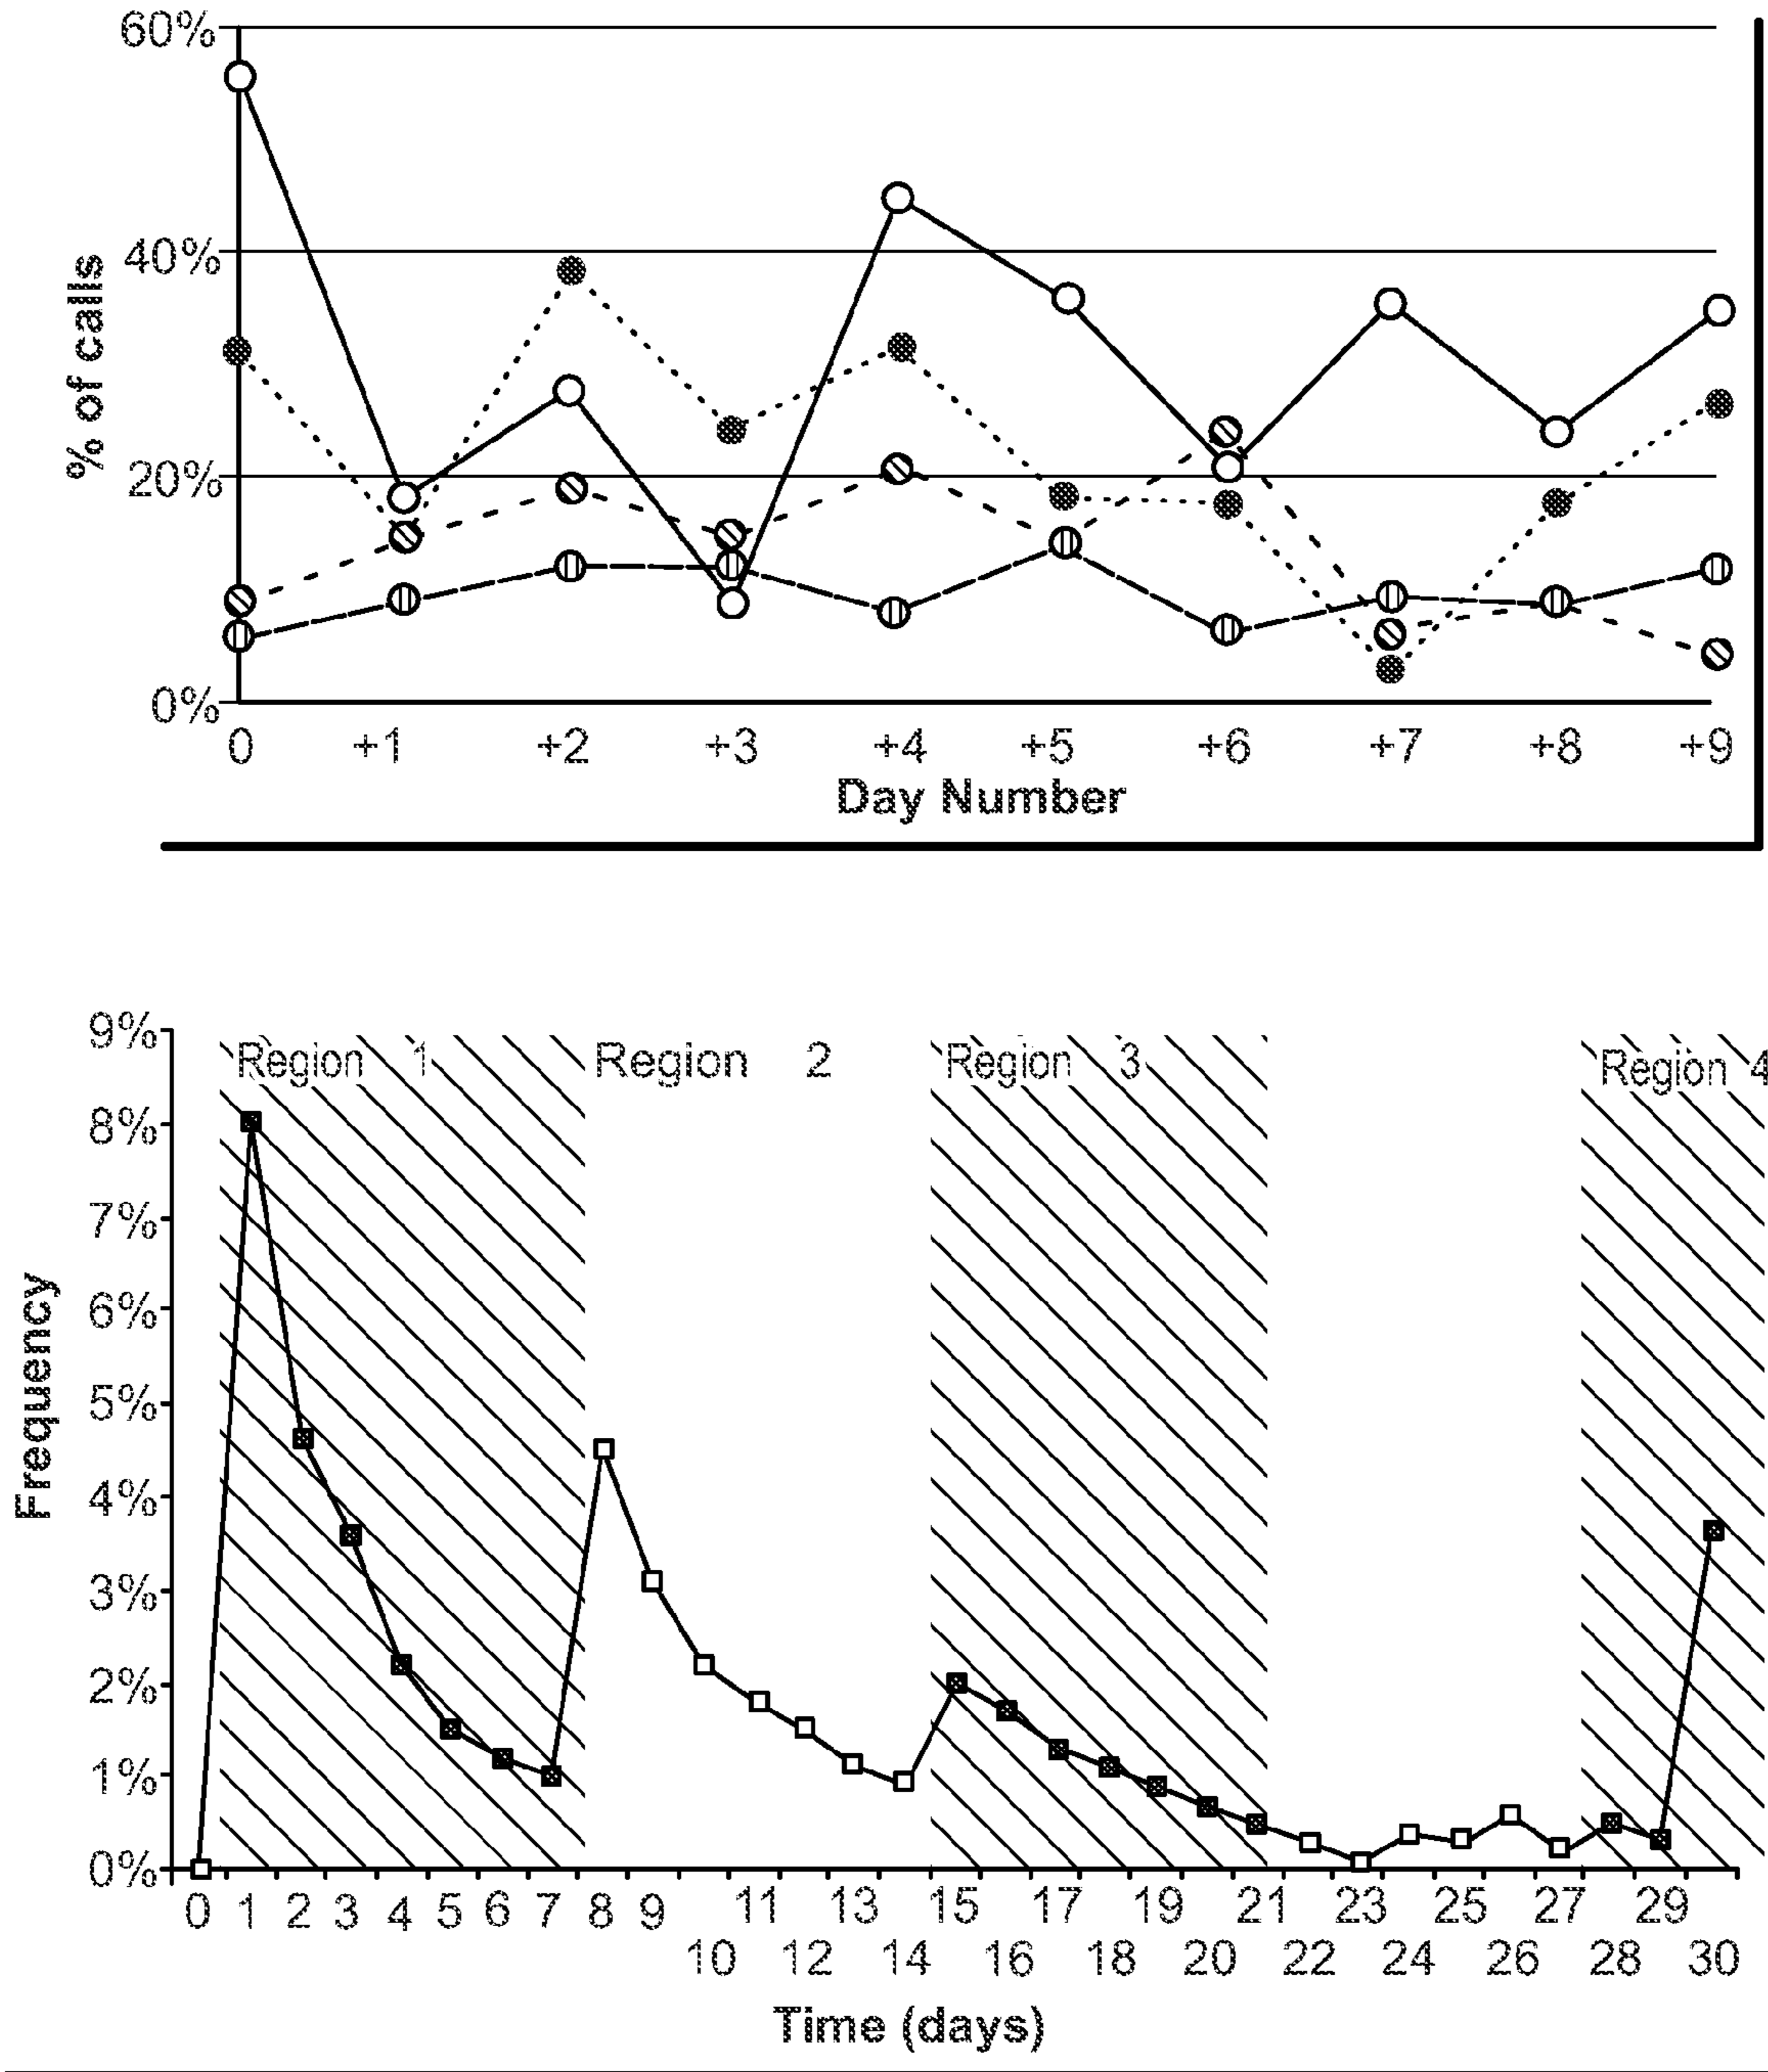 60%
40%
20%
0%
% of calls
0 +1 +2 +3 +4 +5 +6 +7 +8 +9
Day Number
9%
8%
7%
6%
5%
4%
3%
2%
1%
0%
Frequency
Region 1 Region 2 Region 3 Region 4
0 1 2 3 4 5 6 7 8 9 11 13 15 17 19 21 23 25 27 29
10 12 14 16 18 20 22 24 26 28 30
Time (days)